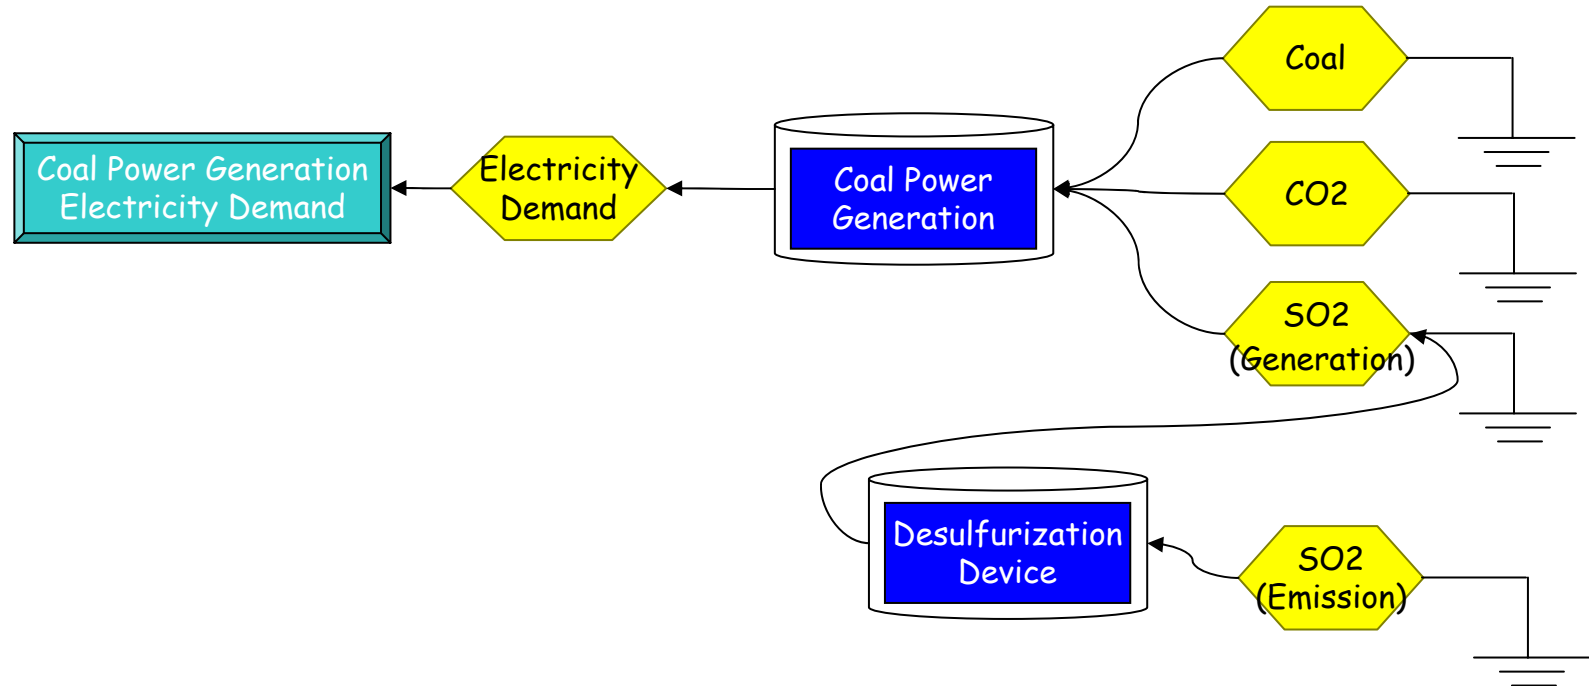 Coal Power Generation
Electricity Demand
Electricity
Demand
Coal Power
Generation
Coal
CO2
SO2
(Generation)
Desulfurization
Device
SO2
(Emission)